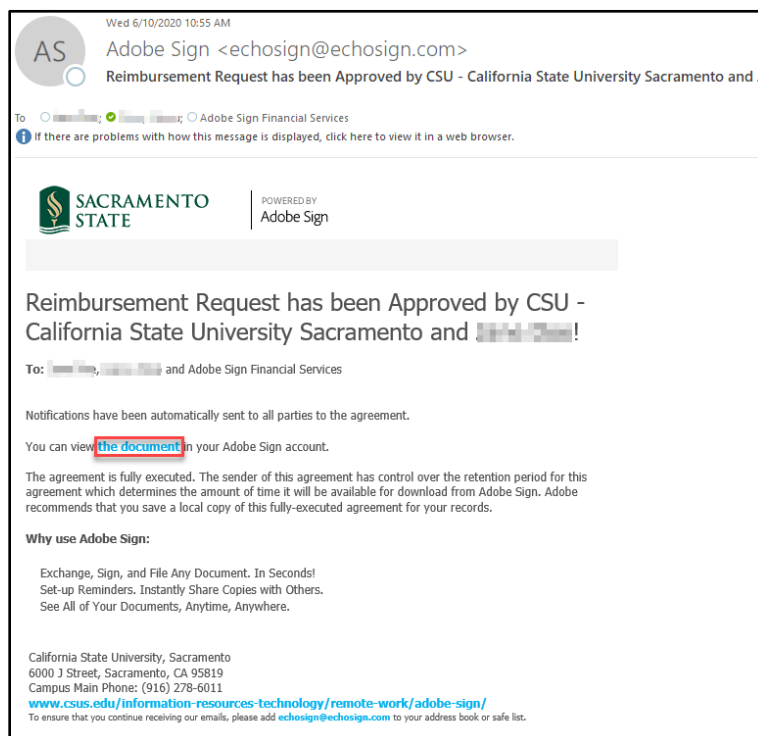 Wed 6/10/2020 10:55 AM
AS
Adobe Sign <echosign@echosign.com>
Reimbursement Request has been Approved by CSU - California State University Sacramento and
To ; ; Adobe Sign Financial Services
If there are problems with how this message is displayed, click here to view it in a web browser.
SACRAMENTO
STATE
POWERED BY
Adobe Sign
Reimbursement Request has been Approved by CSU -
California State University Sacramento and !
To: , and Adobe Sign Financial Services
Notifications have been automatically sent to all parties to the agreement.
You can view the document in your Adobe Sign account.
The agreement is fully executed. The sender of this agreement has control over the retention period for this
agreement which determines the amount of time it will be available for download from Adobe Sign. Adobe
recommends that you save a local copy of this fully-executed agreement for your records.
Why use Adobe Sign:
Exchange, Sign, and File Any Document. In Seconds!
Set-up Reminders. Instantly Share Copies with Others.
See All of Your Documents, Anytime, Anywhere.
California State University, Sacramento
6000 J Street, Sacramento, CA 95819
Campus Main Phone: (916) 278-6011
www.csus.edu/information-resources-technology/remote-work/adobe-sign/
To ensure that you continue receiving our emails, please add echosign@echosign.com to your address book or safe list.